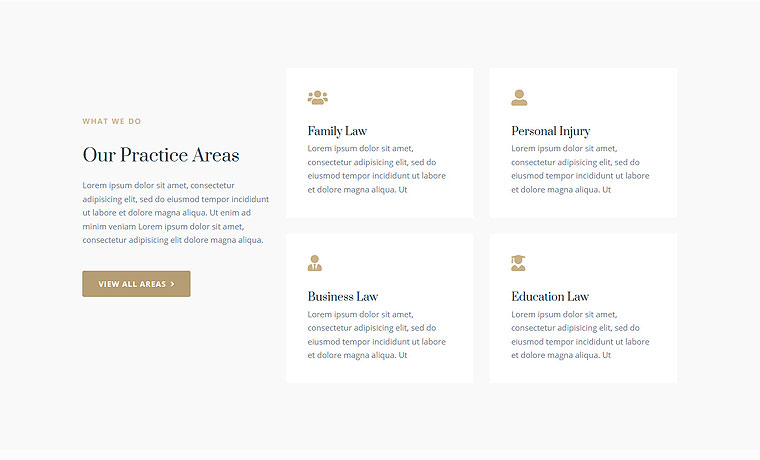 WHAT WE DO
Our Practice Areas
Lorem ipsum dolor sit amet, consectetur
adipisicing elit, sed do eiusmod tempor incididunt
ut labore et dolore magna aliqua. Ut enim ad
minim veniam Lorem ipsum dolor sit amet,
consectetur adipisicing elit dolore magna aliqua.
VIEW ALL AREAS >
Family Law
Lorem ipsum dolor sit amet,
consectetur adipisicing elit, sed do
eiusmod tempor incididunt ut labore
et dolore magna aliqua. Ut
Personal Injury
Lorem ipsum dolor sit amet,
consectetur adipisicing elit, sed do
eiusmod tempor incididunt ut labore
et dolore magna aliqua. Ut
Business Law
Lorem ipsum dolor sit amet,
consectetur adipisicing elit, sed do
eiusmod tempor incididunt ut labore
et dolore magna aliqua. Ut
Education Law
Lorem ipsum dolor sit amet,
consectetur adipisicing elit, sed do
eiusmod tempor incididunt ut labore
et dolore magna aliqua. Ut